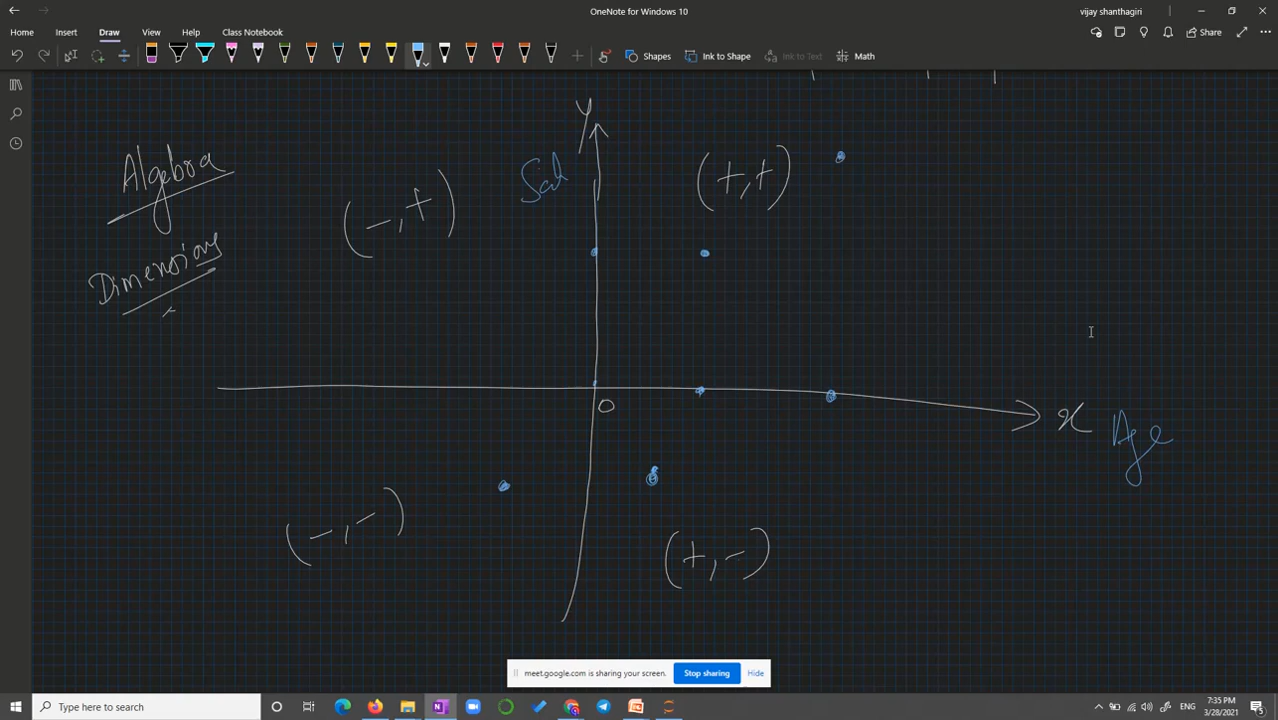 OneNote for Windows 10
vijay shanthagiri
Home Insert Draw View Help Class Notebook
Share
Shapes Ink to Shape Ink to Text Math
Algebra
Dimensions
Y
Sal
(-,+)
(+,+)
O
x
Age
(-,-)
(+,-)
meet.google.com is sharing your screen. Stop sharing Hide
Type here to search
ENG
7:35 PM
3/28/2021